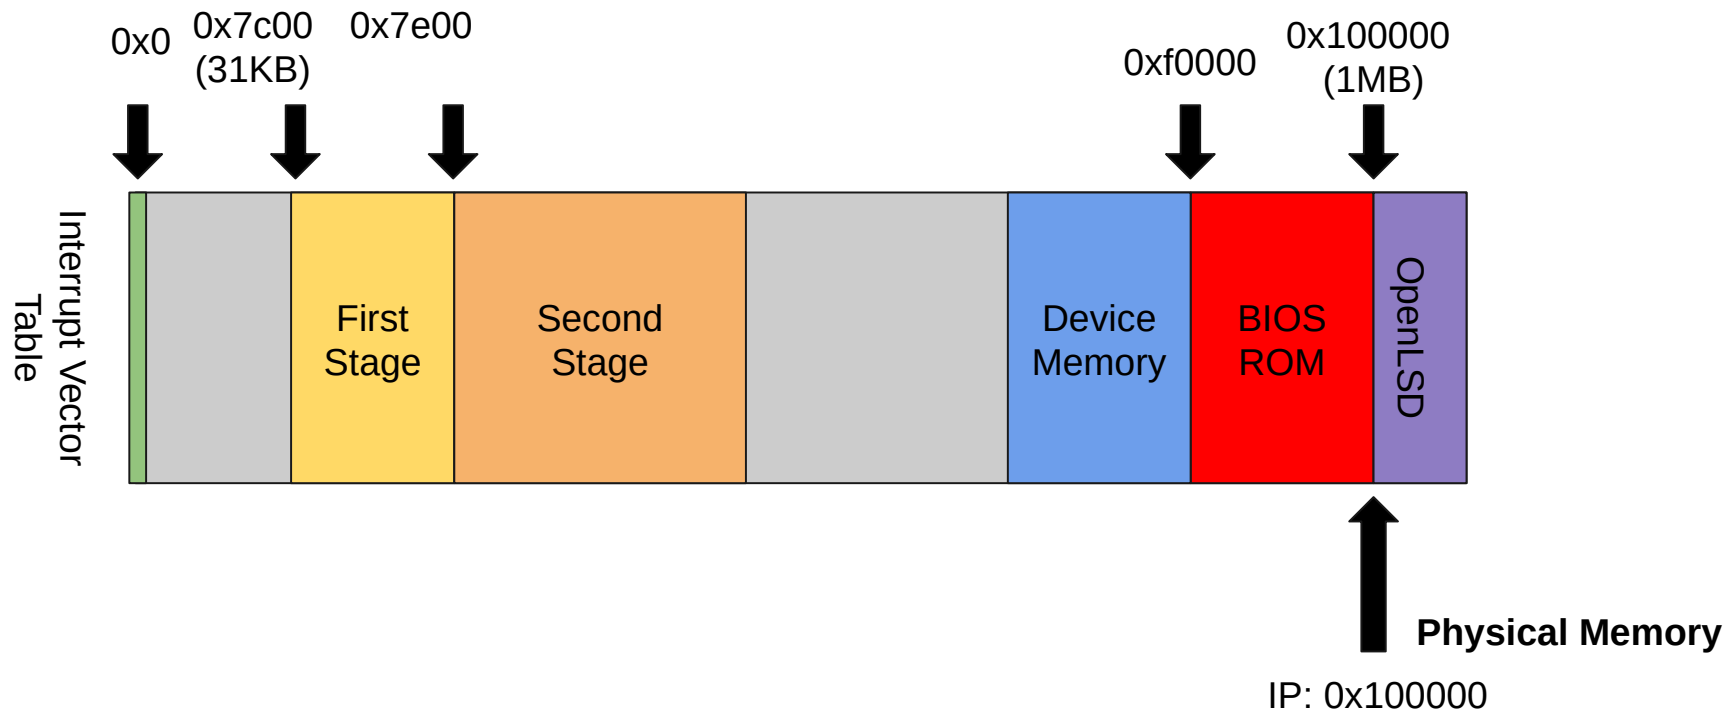 0x0
0x7c00
(31KB)
0x7e00
0xf0000
0x100000
(1MB)
Interrupt Vector
Table
First
Stage
Second
Stage
Device
Memory
BIOS
ROM
OpenLSD
Physical Memory
IP: 0x100000